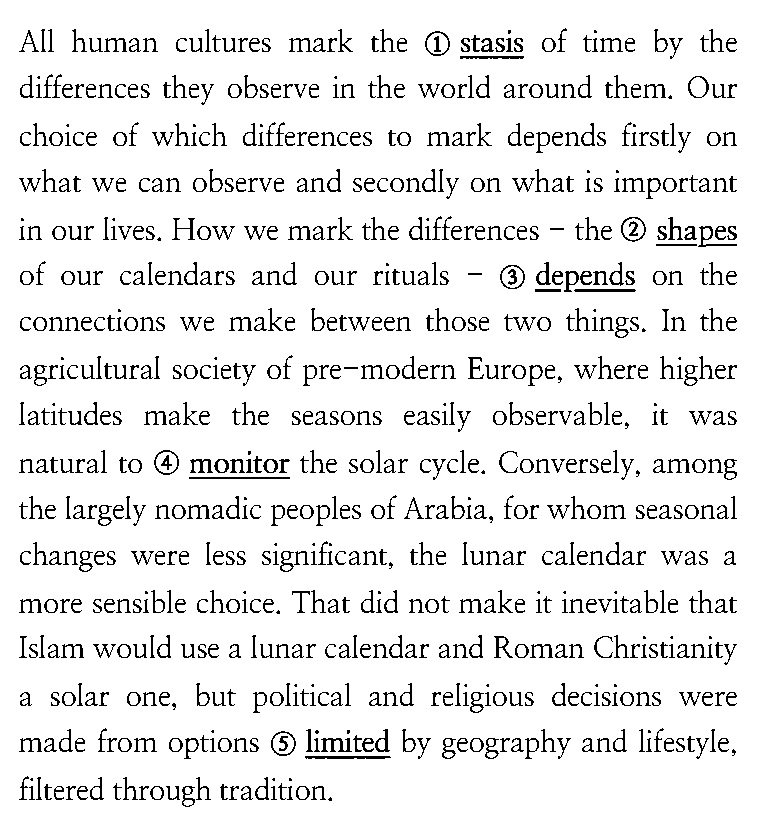 All human cultures mark the ① stasis of time by the
differences they observe in the world around them. Our
choice of which differences to mark depends firstly on
what we can observe and secondly on what is important
in our lives. How we mark the differences - the ② shapes
of our calendars and our rituals - ③ depends on the
connections we make between those two things. In the
agricultural society of pre-modern Europe, where higher
latitudes make the seasons easily observable, it was
natural to ④ monitor the solar cycle. Conversely, among
the largely nomadic peoples of Arabia, for whom seasonal
changes were less significant, the lunar calendar was a
more sensible choice. That did not make it inevitable that
Islam would use a lunar calendar and Roman Christianity
a solar one, but political and religious decisions were
made from options ⑤ limited by geography and lifestyle,
filtered through tradition.